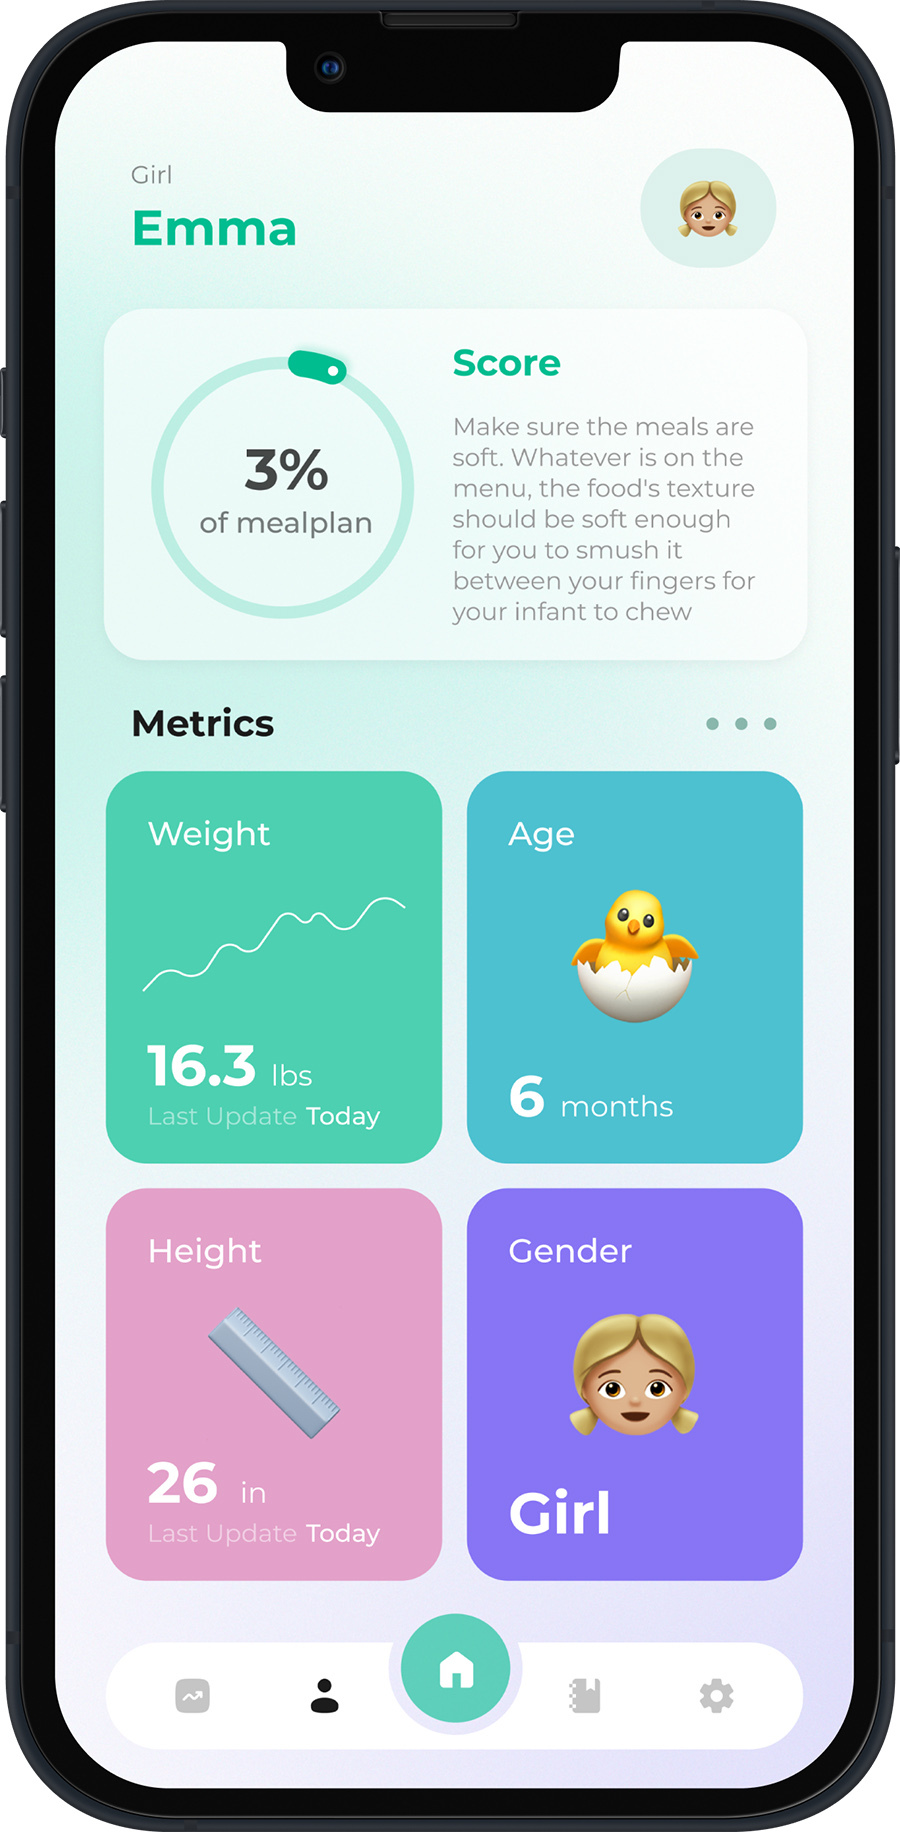 Girl
Emma
3%
of mealplan
Score
Make sure the meals are
soft. Whatever is on the
menu, the food's texture
should be soft enough
for you to smush it
between your fingers for
your infant to chew
Metrics
Weight
16.3 lbs
Last Update Today
Age
6 months
Height
26 in
Last Update Today
Gender
Girl